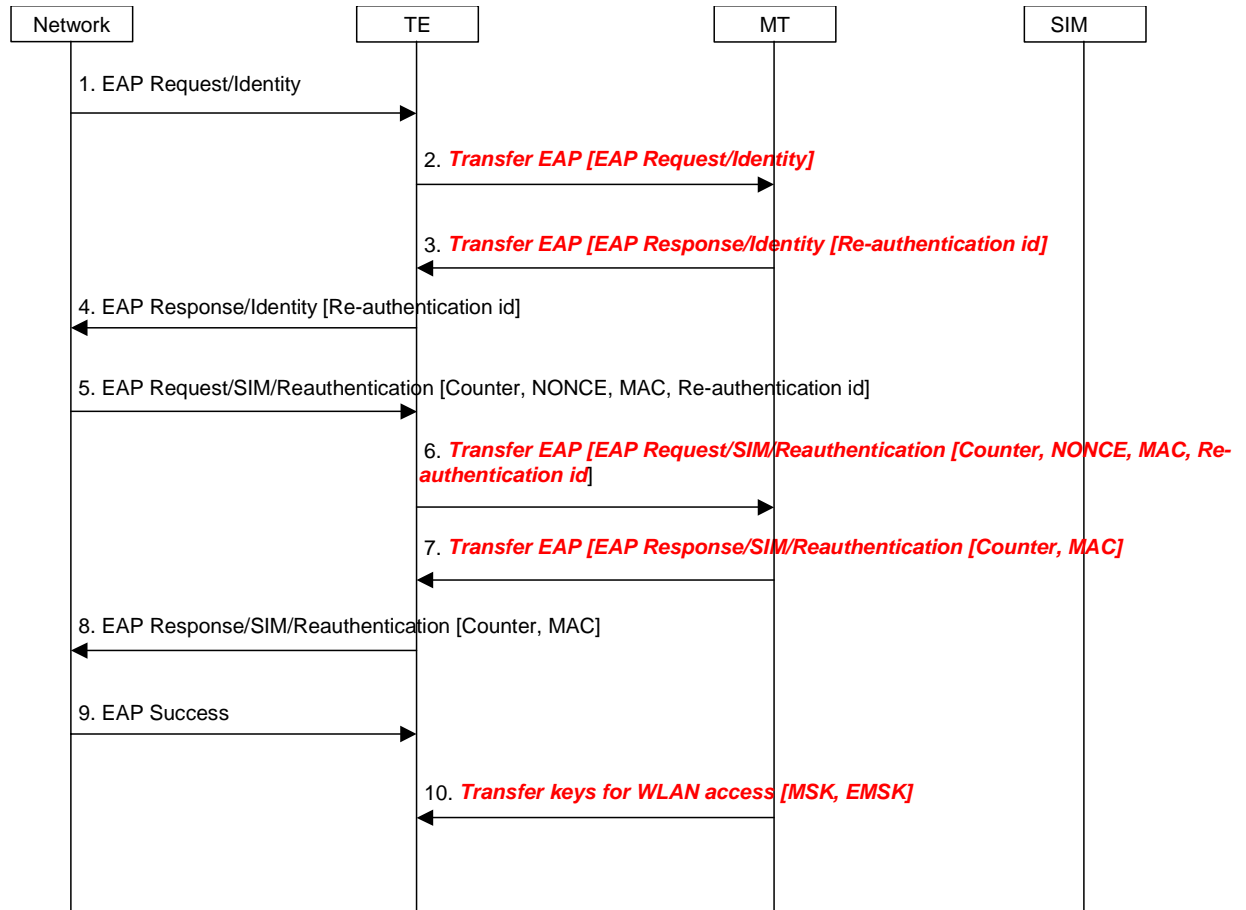 Network
TE
MT
SIM
1. EAP Request/Identity
2. Transfer EAP [EAP Request/Identity]
3. Transfer EAP [EAP Response/Identity [Re-authentication id]
4. EAP Response/Identity [Re-authentication id]
5. EAP Request/SIM/Reauthentication [Counter, NONCE, MAC, Re-authentication id]
6. Transfer EAP [EAP Request/SIM/Reauthentication [Counter, NONCE, MAC, Re-
authentication id]
7. Transfer EAP [EAP Response/SIM/Reauthentication [Counter, MAC]
8. EAP Response/SIM/Reauthentication [Counter, MAC]
9. EAP Success
10. Transfer keys for WLAN access [MSK, EMSK]